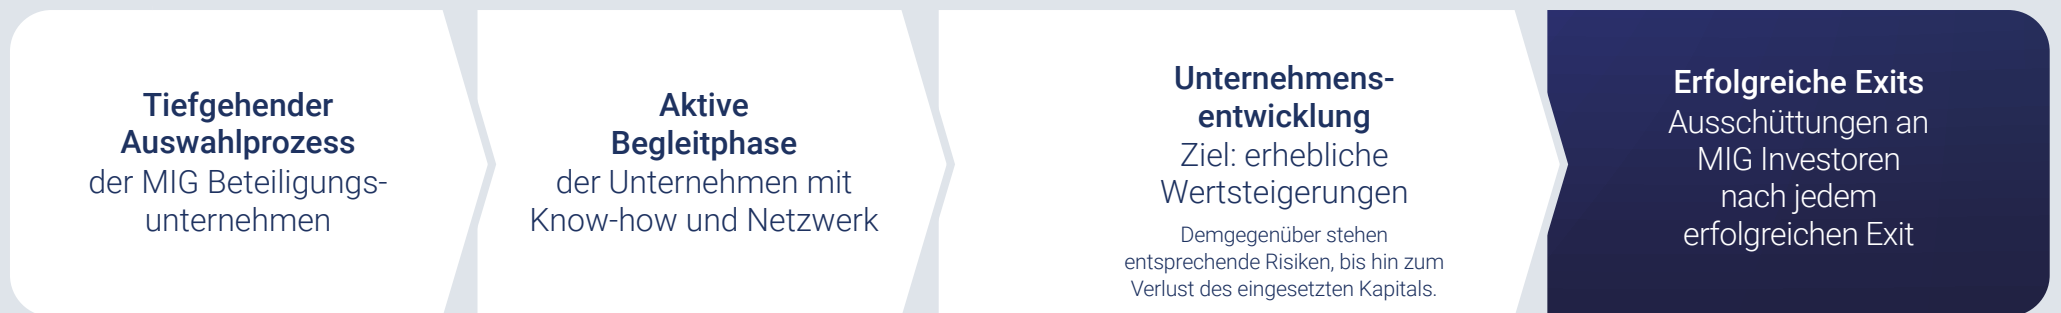 Tiefgehender
Auswahlprozess
der MIG Beteiligungs-
unternehmen
Aktive
Begleitphase
der Unternehmen mit
Know-how und Netzwerk
Unternehmens-
entwicklung
Ziel: erhebliche
Wertsteigerungen
Demgegenüber stehen
entsprechende Risiken, bis hin zum
Verlust des eingesetzten Kapitals.
Erfolgreiche Exits
Ausschüttungen an
MIG Investoren
nach jedem
erfolgreichen Exit